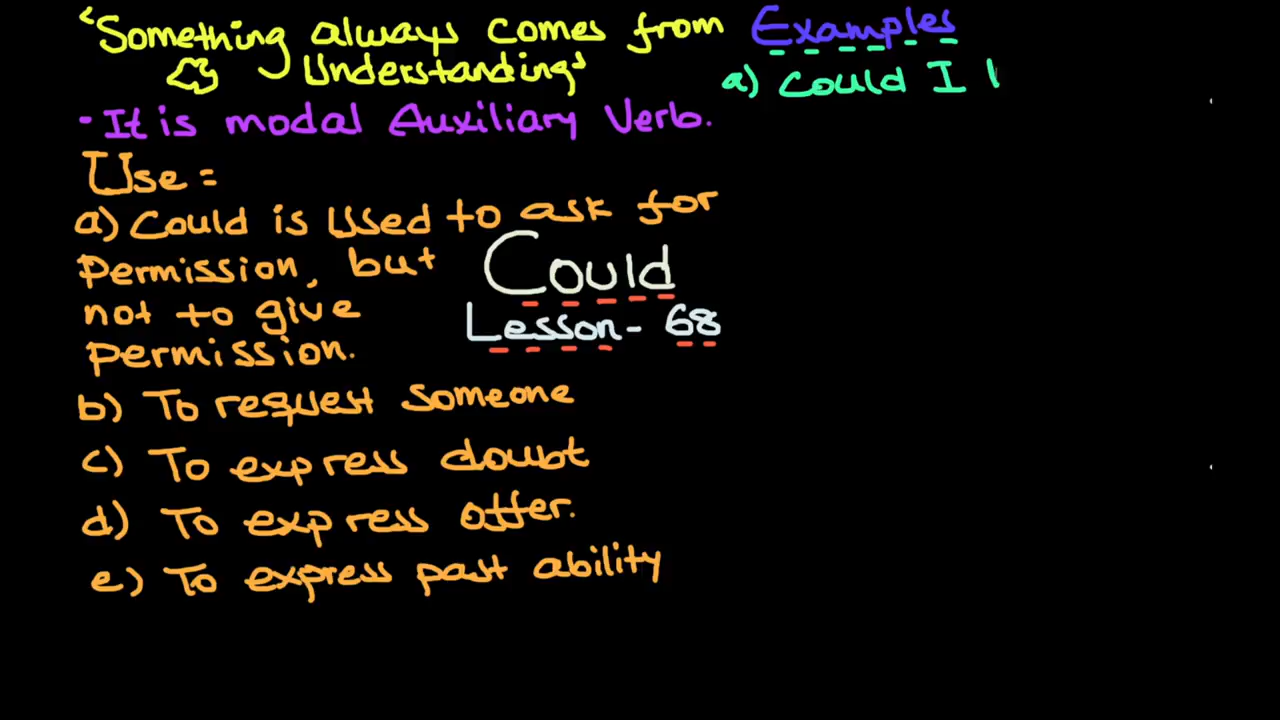 "Something always comes from
Understanding"
- It is modal Auxiliary Verb.
Use =
a) Could is Used to ask for
Permission, but
not to give
permission.
b) To request someone
c) To express doubt
d) To express offer.
e) To express past ability
Could
Lesson - 68
Examples
a) Could I